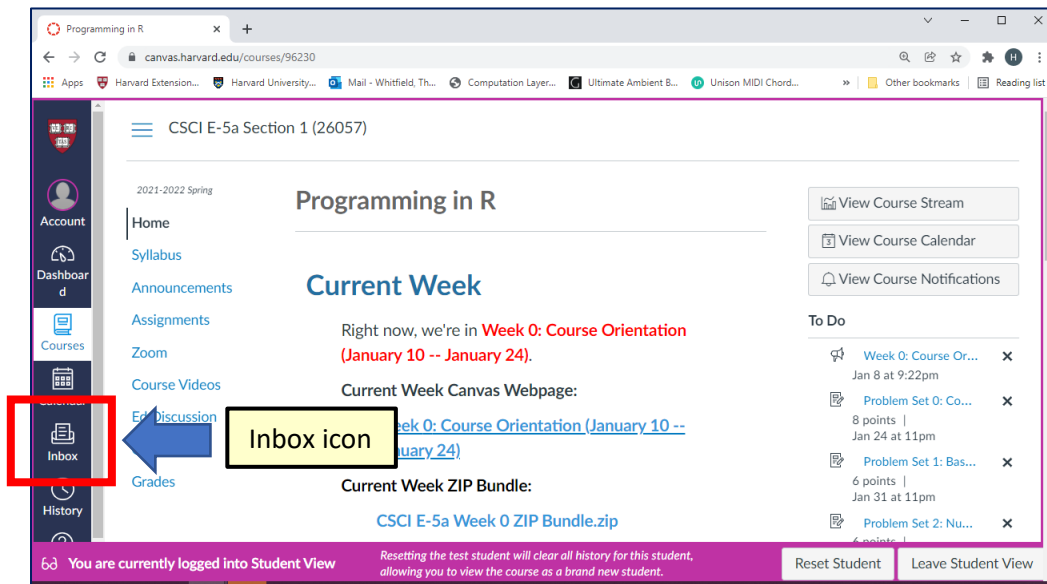 Programming in R
canvas.harvard.edu/courses/96230
H
Apps
Harvard Extension...
Harvard University...
Mail - Whitfield, Th...
Computation Layer...
Ultimate Ambient B...
Unison MIDI Chord...
»
Other bookmarks
Reading list
CSCI E-5a Section 1 (26057)
Account
Dashboar
d
Courses
Inbox
History
2021-2022 Spring
Home
Syllabus
Announcements
Assignments
Zoom
Course Videos
Ed Discussion
Grades
Inbox icon
Programming in R
Current Week
Right now, we're in Week 0: Course Orientation
(January 10 -- January 24).
Current Week Canvas Webpage:
eek 0: Course Orientation (January 10 --
uary 24)
Current Week ZIP Bundle:
CSCI E-5a Week 0 ZIP Bundle.zip
View Course Stream
View Course Calendar
View Course Notifications
To Do
Week 0: Course Or...
Jan 8 at 9:22pm
Problem Set 0: Co...
8 points |
Jan 24 at 11pm
Problem Set 1: Bas...
6 points |
Jan 31 at 11pm
Problem Set 2: Nu...
6 points |
You are currently logged into Student View
Resetting the test student will clear all history for this student,
allowing you to view the course as a brand new student.
Reset Student
Leave Student View